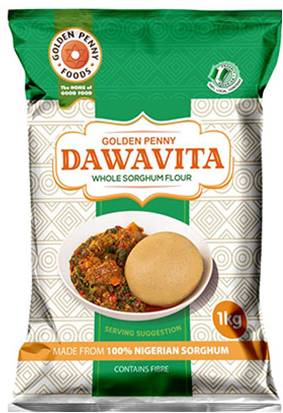 GOLDEN PENNY
FOODS
The HOME of
GOOD FOOD
GOLDEN PENNY
DAWAVITA
WHOLE SORGHUM FLOUR
1kg
SERVING SUGGESTION
MADE FROM 100% NIGERIAN SORGHUM
CONTAINS FIBRE